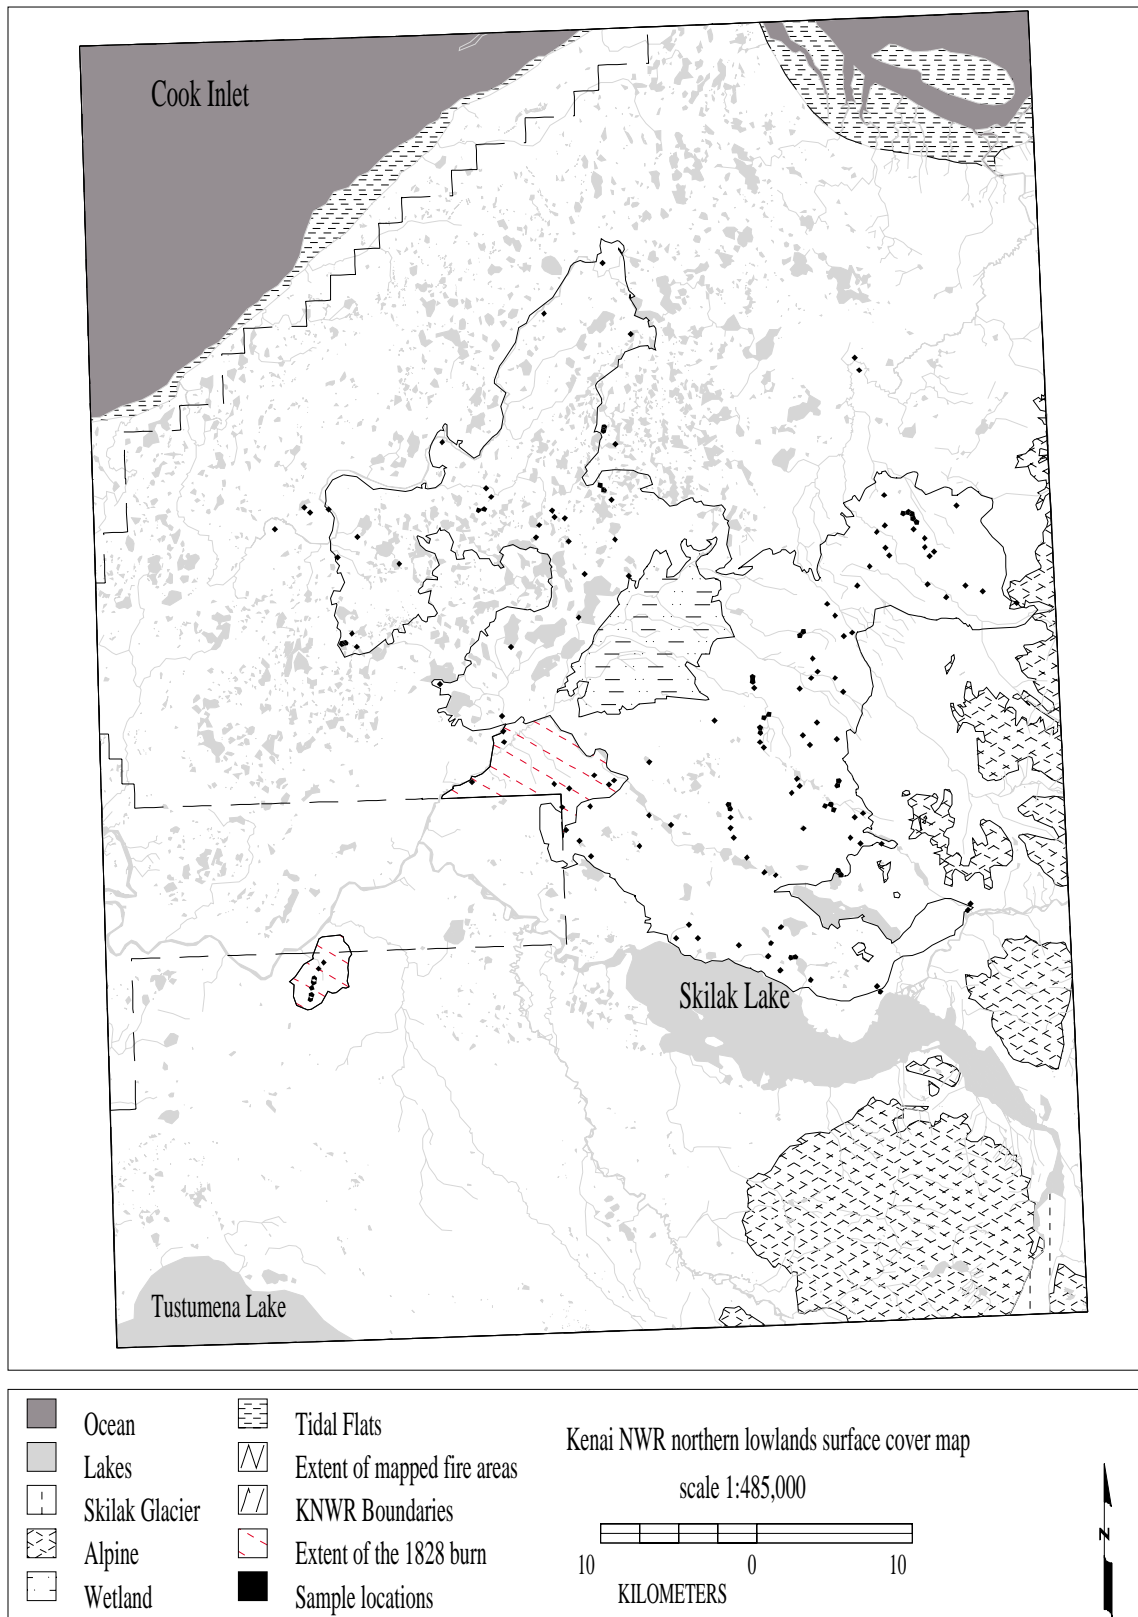 Cook Inlet
Skilak Lake
Tustumena Lake
Ocean
Lakes
Skilak Glacier
Alpine
Wetland
Tidal Flats
Extent of mapped fire areas
KNWR Boundaries
Extent of the 1828 burn
Sample locations
Kenai NWR northern lowlands surface cover map
scale 1:485,000
10 0 10
KILOMETERS
N